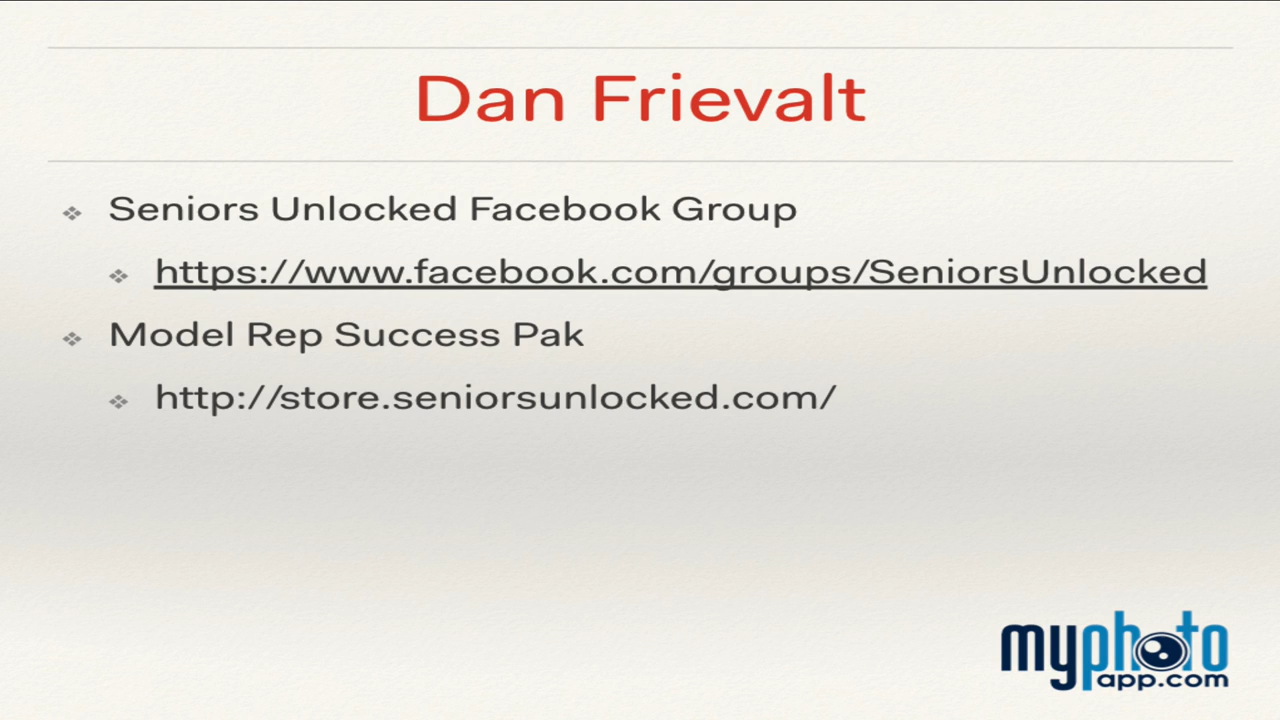 Dan Frievalt
Seniors Unlocked Facebook Group
https://www.facebook.com/groups/SeniorsUnlocked
Model Rep Success Pak
http://store.seniorsunlocked.com/
myphoto
app.com